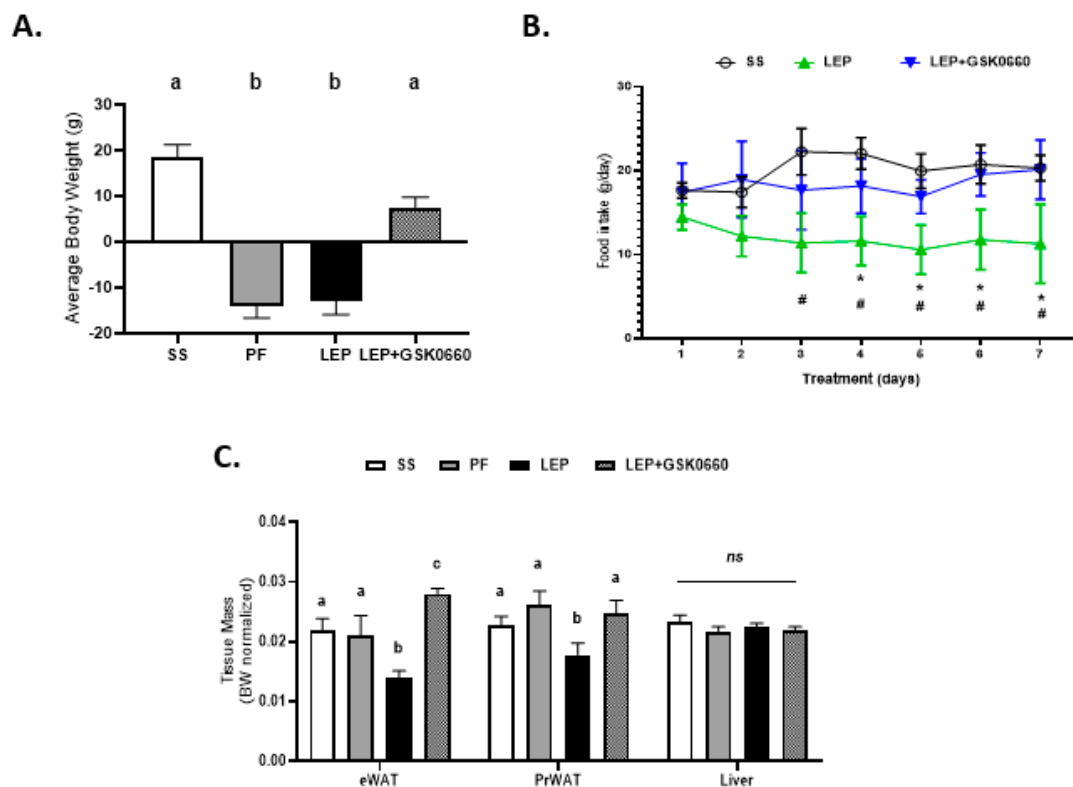 A.
a b b a
30
20
10
0
-10
-20
Average Body Weight (g)
SS PF LEP LEP+GSK0660
B.
SS LEP LEP+GSK0660
30
20
10
0
Food intake (g/day)
* * * *
# # # # #
1 2 3 4 5 6 7
Treatment (days)
C.
SS PF LEP LEP+GSK0660
0.04
0.03
0.02
0.01
0.00
Tissue Mass
(BW normalized)
a a b c
a a b a
ns
eWAT PrWAT Liver